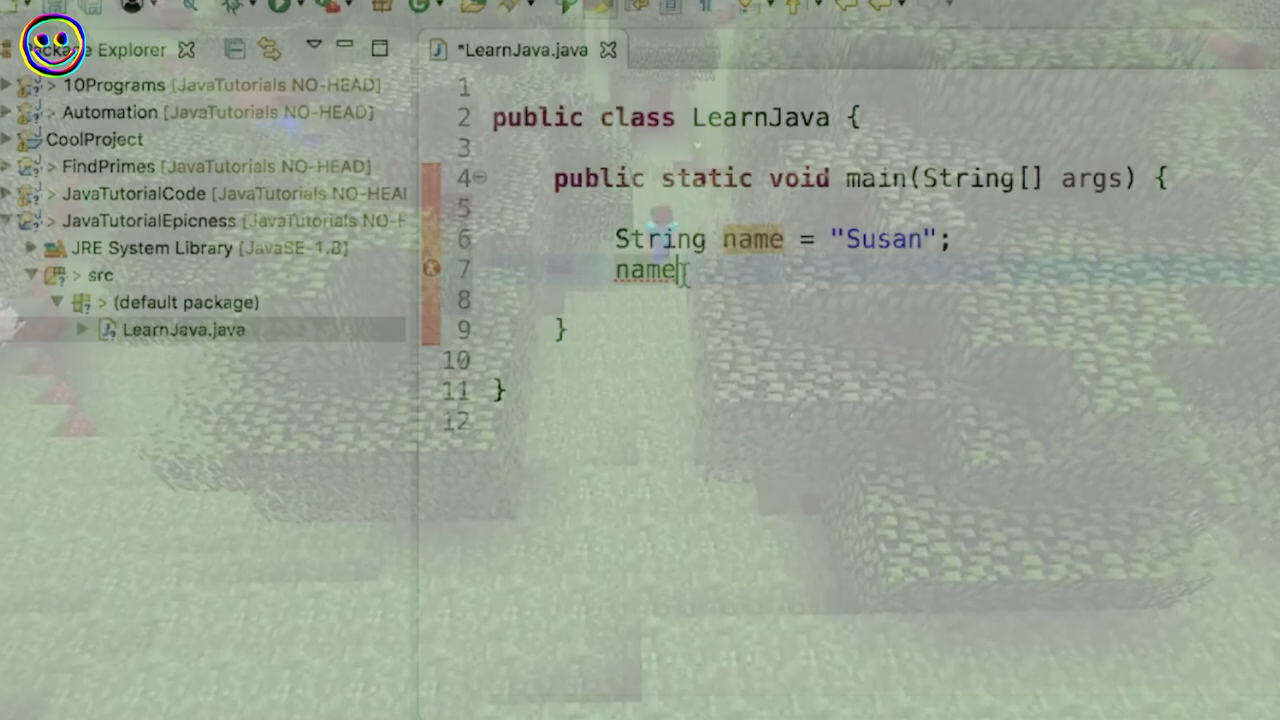 Package Explorer
> 10Programs [JavaTutorials NO-HEAD]
> Automation [JavaTutorials NO-HEAD]
CoolProject
> FindPrimes [JavaTutorials NO-HEAD]
> JavaTutorialCode [JavaTutorials NO-HEAI
> JavaTutorialEpicness [JavaTutorials NO-H
JRE System Library [JavaSE-1.8]
> src
> (default package)
LearnJava.java
*LearnJava.java
1
2 public class LearnJava {
3
4 public static void main(String[] args) {
5
6 String name = "Susan";
7 name
8
9 }
10
11 }
12